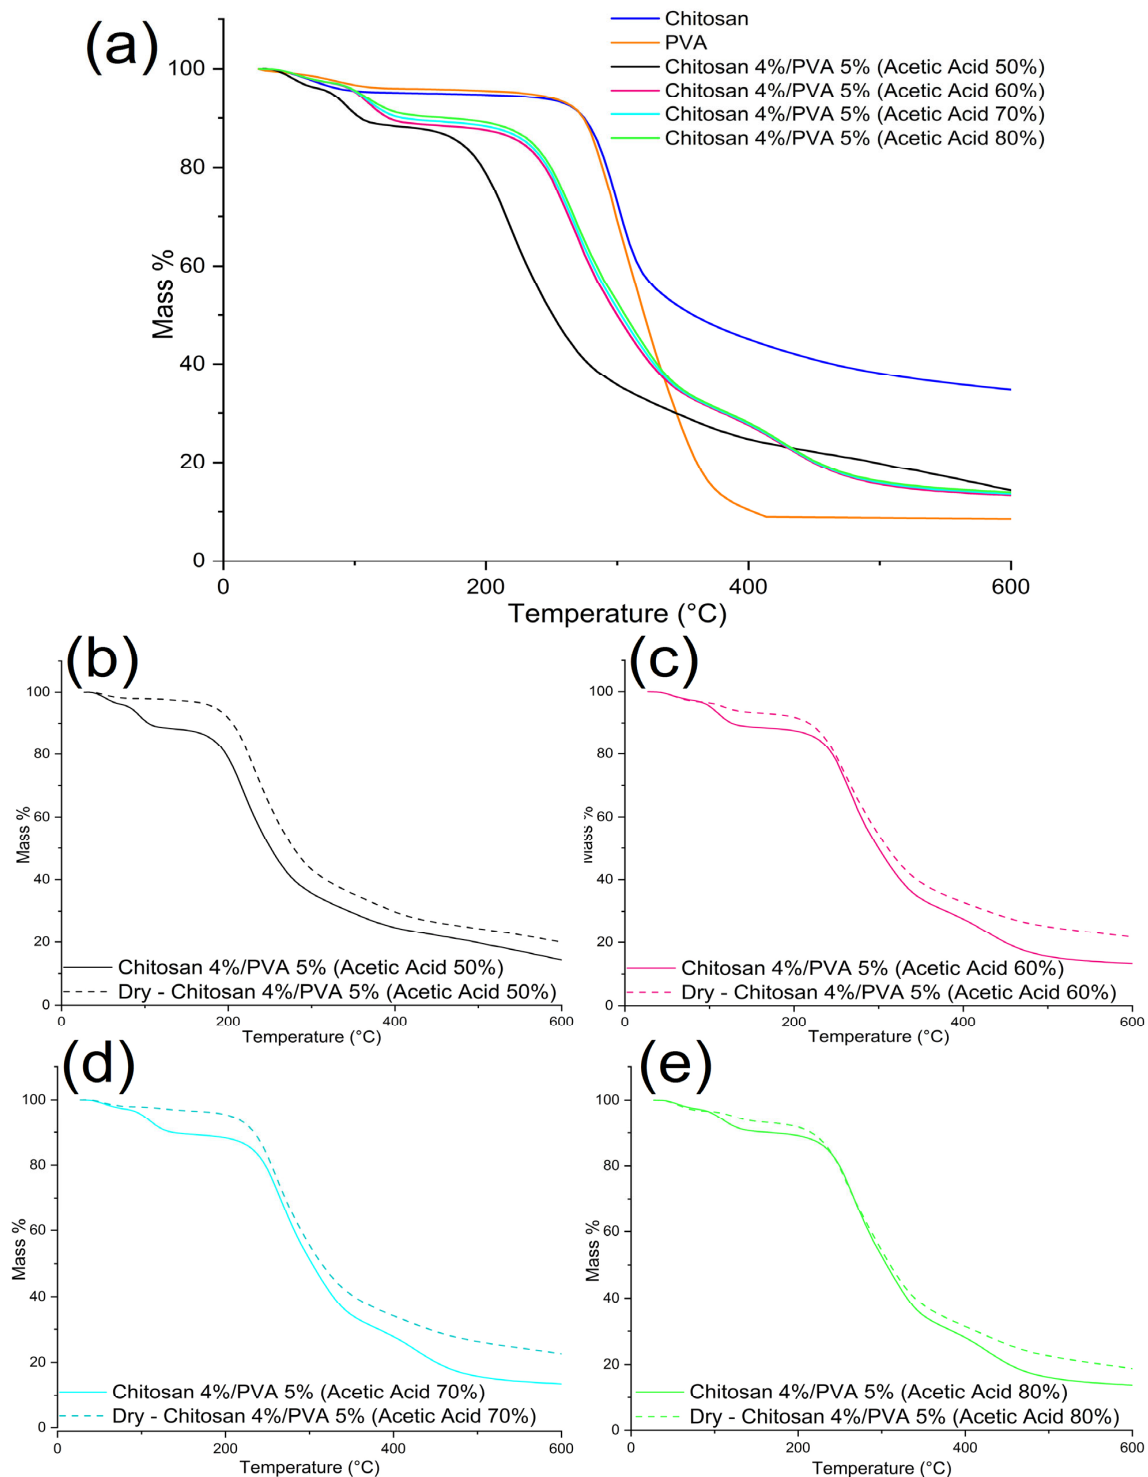 (a)
Chitosan
PVA
Chitosan 4%/PVA 5% (Acetic Acid 50%)
Chitosan 4%/PVA 5% (Acetic Acid 60%)
Chitosan 4%/PVA 5% (Acetic Acid 70%)
Chitosan 4%/PVA 5% (Acetic Acid 80%)
100
80
60
40
20
0
Mass %
0 200 400 600
Temperature (°C)
(b)
100
80
60
40
20
0
Mass %
Chitosan 4%/PVA 5% (Acetic Acid 50%)
Dry - Chitosan 4%/PVA 5% (Acetic Acid 50%)
0 200 400 600
Temperature (°C)
(c)
100
80
60
40
20
0
Mass %
Chitosan 4%/PVA 5% (Acetic Acid 60%)
Dry - Chitosan 4%/PVA 5% (Acetic Acid 60%)
0 200 400 600
Temperature (°C)
(d)
100
80
60
40
20
0
Mass %
Chitosan 4%/PVA 5% (Acetic Acid 70%)
Dry - Chitosan 4%/PVA 5% (Acetic Acid 70%)
0 200 400 600
Temperature (°C)
(e)
100
80
60
40
20
0
Mass %
Chitosan 4%/PVA 5% (Acetic Acid 80%)
Dry - Chitosan 4%/PVA 5% (Acetic Acid 80%)
0 200 400 600
Temperature (°C)